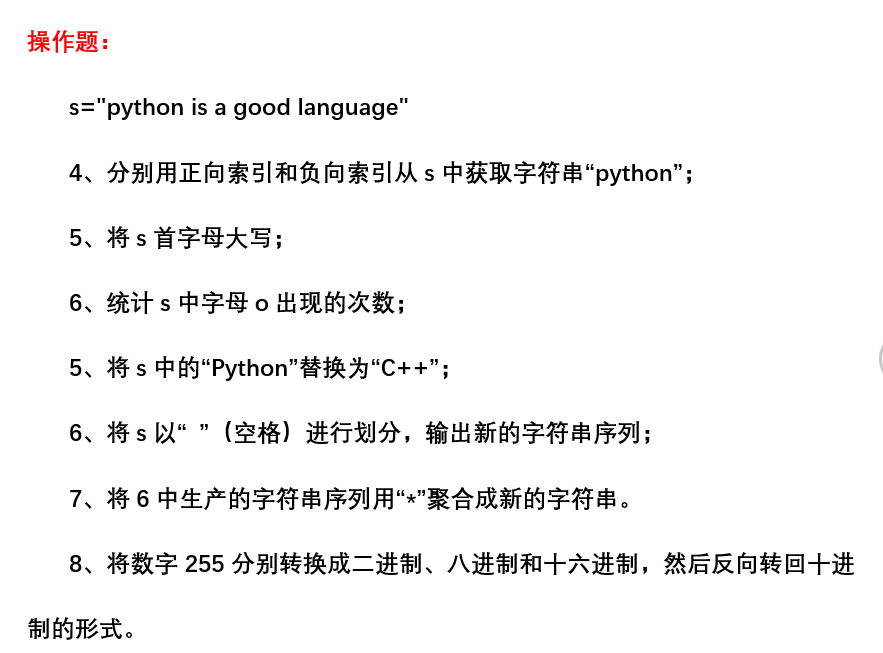 操作题：
s="python is a good language"
4、分别用正向索引和负向索引从 s 中获取字符串“python”；
5、将 s 首字母大写；
6、统计 s 中字母 o 出现的次数；
5、将 s 中的“Python”替换为“C++”；
6、将 s 以“ ”（空格）进行划分，输出新的字符串序列；
7、将 6 中生产的字符串序列用“*”聚合成新的字符串。
8、将数字 255 分别转换成二进制、八进制和十六进制，然后反向转回十进
制的形式。